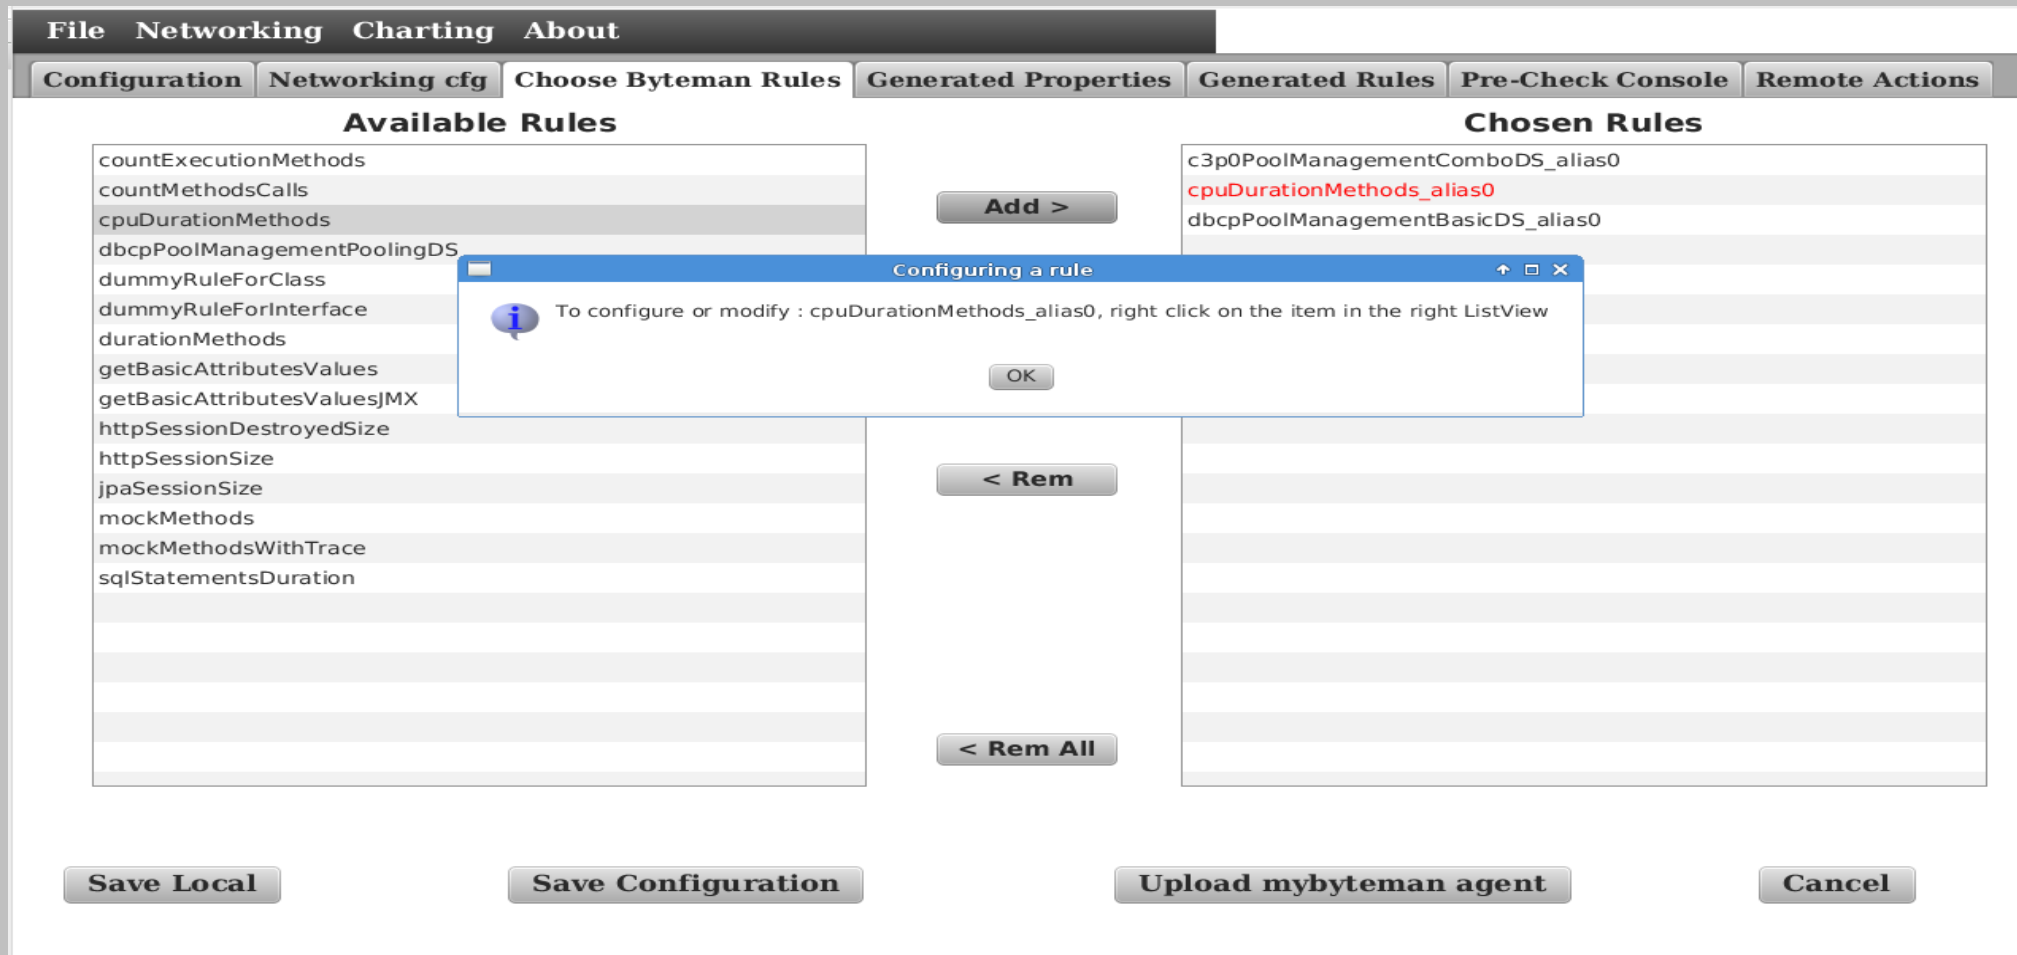 File Networking Charting About
Configuration Networking cfg Choose Byteman Rules Generated Properties Generated Rules Pre-Check Console Remote Actions
Available Rules
countExecutionMethods
countMethodsCalls
cpuDurationMethods
dbcpPoolManagementPoolingDS
dummyRuleForClass
dummyRuleForInterface
durationMethods
getBasicAttributesValues
getBasicAttributesValuesJMX
httpSessionDestroyedSize
httpSessionSize
jpaSessionSize
mockMethods
mockMethodsWithTrace
sqlStatementsDuration
Add >
< Rem
< Rem All
Chosen Rules
c3p0PoolManagementComboDS_alias0
cpuDurationMethods_alias0
dbcpPoolManagementBasicDS_alias0
Configuring a rule
To configure or modify : cpuDurationMethods_alias0, right click on the item in the right ListView
OK
Save Local Save Configuration Upload mybyteman agent Cancel